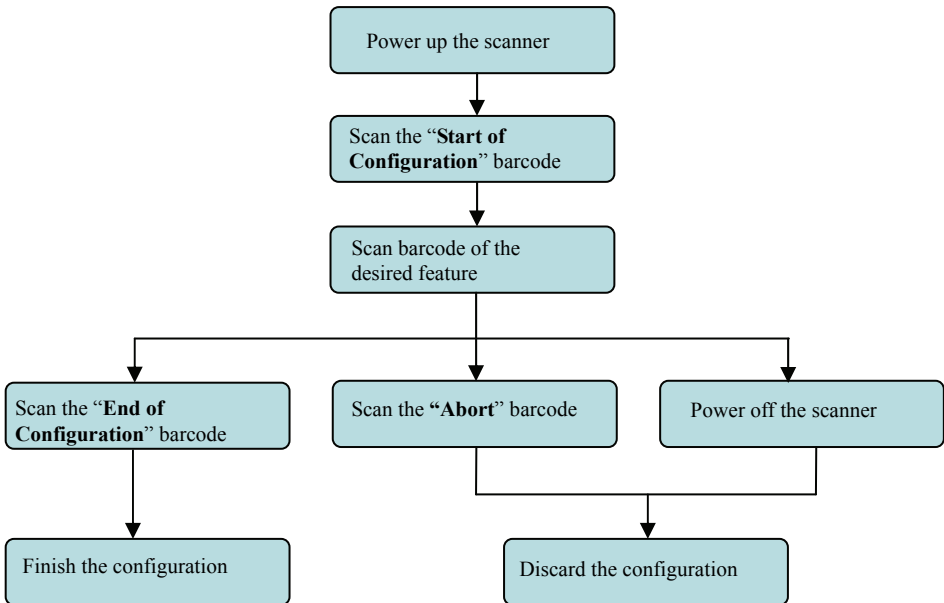 Power up the scanner
Scan the “Start of
Configuration” barcode
Scan barcode of the
desired feature
Scan the “End of
Configuration” barcode
Scan the “Abort” barcode
Power off the scanner
Finish the configuration
Discard the configuration